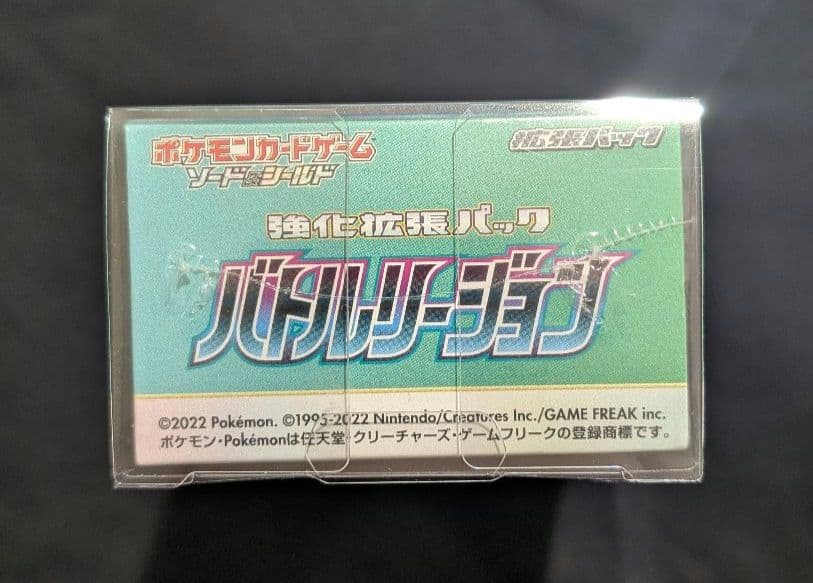 ポケモンカードゲーム
ソード&シールド
拡張パック
強化拡張パック
バトルリージョン
©2022 Pokémon. ©1995-2022 Nintendo/Creatures Inc./GAME FREAK inc.
ポケモン・Pokémonは任天堂・クリーチャーズ・ゲームフリークの登録商標です。